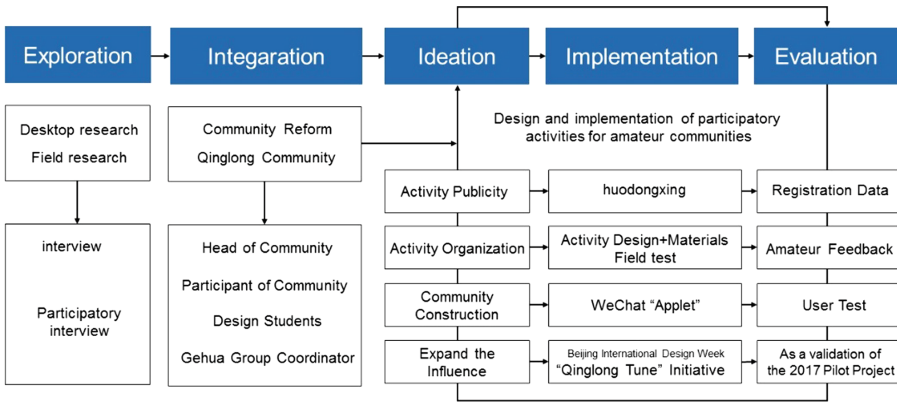 Exploration
Integaration
Ideation
Implementation
Evaluation
Desktop research
Field research
Community Reform
Qinglong Community
Design and implementation of participatory
activities for amateur communities
interview
Participatory
interview
Head of Community
Participant of Community
Design Students
Gehua Group Coordinator
Activity Publicity
huodongxing
Registration Data
Activity Organization
Activity Design+Materials
Field test
Amateur Feedback
Community
Construction
WeChat “Applet”
User Test
Expand the
Influence
Beijing International Design Week
“Qinglong Tune” Initiative
As a validation of
the 2017 Pilot Project